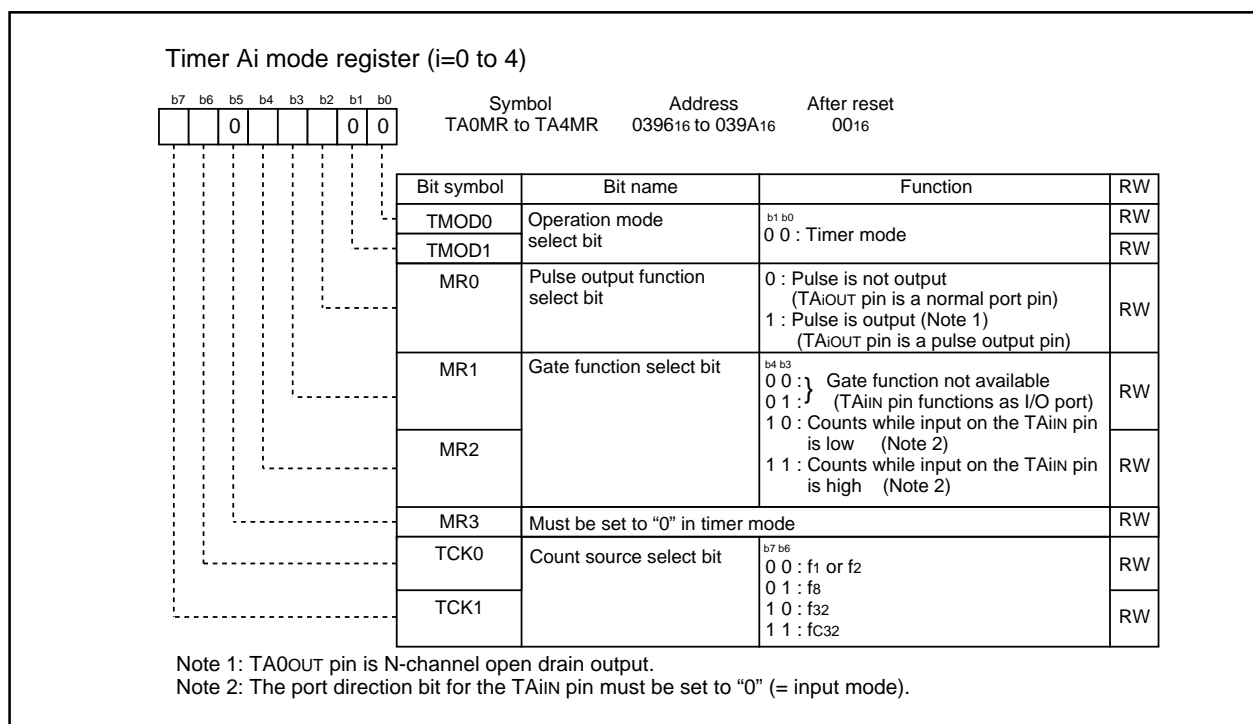 Timer Ai mode register (i=0 to 4)
b7 b6 b5 b4 b3 b2 b1 b0
0 0 0
Symbol Address After reset
TA0MR to TA4MR 039616 to 039A16 0016
Bit symbol Bit name Function RW
TMOD0 Operation mode select bit b1 b0 RW
0 0 : Timer mode
TMOD1 RW
MR0 Pulse output function select bit
0 : Pulse is not output
(TAiOUT pin is a normal port pin)
1 : Pulse is output (Note 1)
(TAiOUT pin is a pulse output pin)
RW
MR1 Gate function select bit
b4 b3
0 0 : } Gate function not available
0 1 : (TAiIN pin functions as I/O port)
RW
1 0 : Counts while input on the TAiIN pin
is low (Note 2)
MR2
1 1 : Counts while input on the TAiIN pin
is high (Note 2)
RW
MR3 Must be set to “0” in timer mode RW
TCK0 Count source select bit
b7 b6
0 0 : f1 or f2
0 1 : f8
RW
TCK1
1 0 : f32
1 1 : fC32
RW
Note 1: TA0OUT pin is N-channel open drain output.
Note 2: The port direction bit for the TAiIN pin must be set to “0” (= input mode).